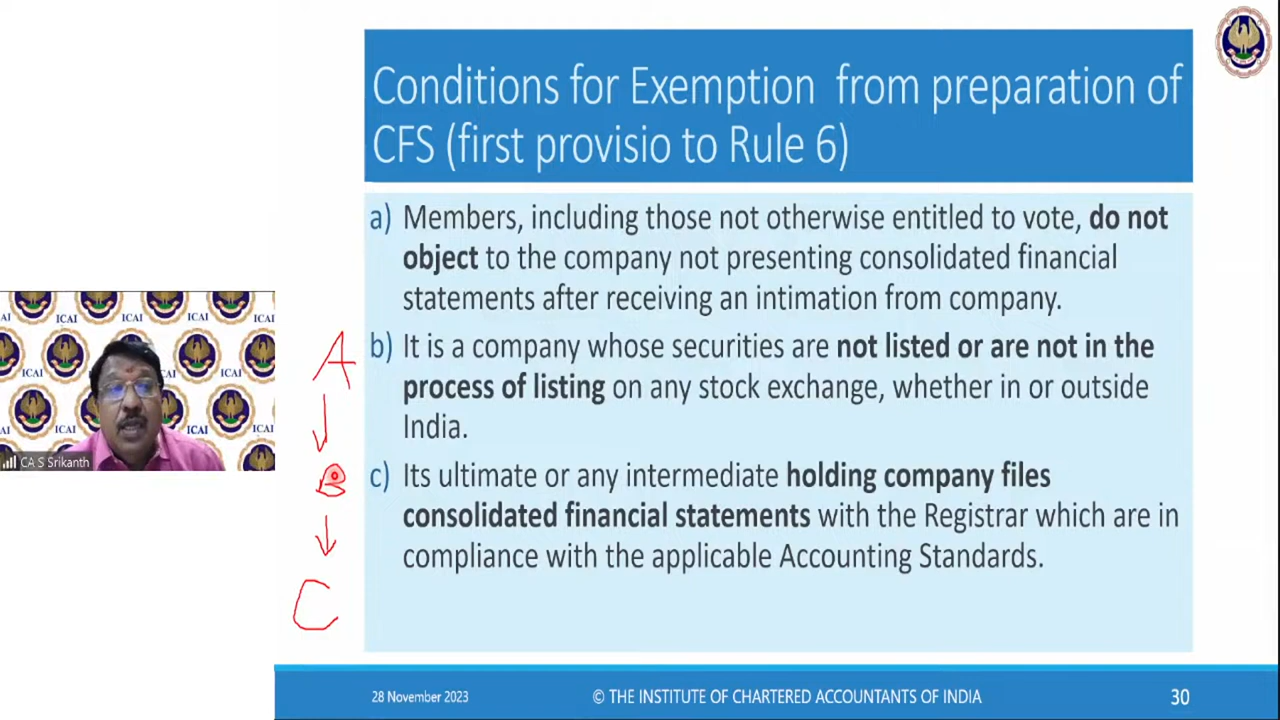 Conditions for Exemption from preparation of
CFS (first provisio to Rule 6)
a) Members, including those not otherwise entitled to vote, do not
object to the company not presenting consolidated financial
statements after receiving an intimation from company.
b) It is a company whose securities are not listed or are not in the
process of listing on any stock exchange, whether in or outside
India.
c) Its ultimate or any intermediate holding company files
consolidated financial statements with the Registrar which are in
compliance with the applicable Accounting Standards.
A
B
C
ICAI
ICAI
ICAI
ICAI
CA S Srikanth
28 November 2023
© THE INSTITUTE OF CHARTERED ACCOUNTANTS OF INDIA
30